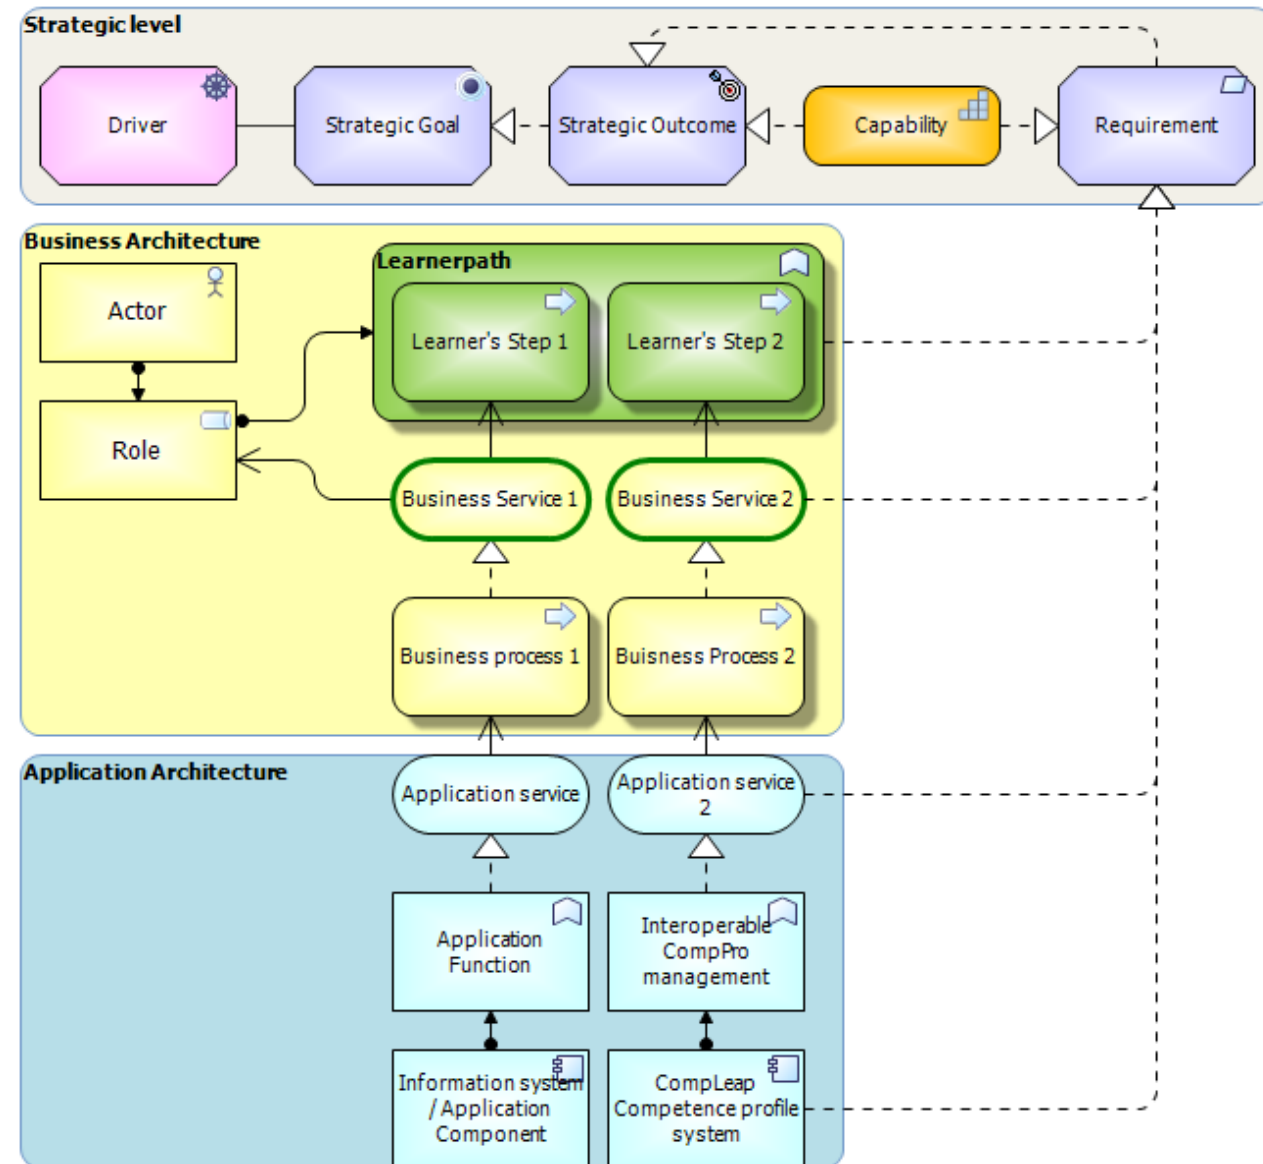 Strategic level
Driver
Strategic Goal
Strategic Outcome
Capability
Requirement
Business Architecture
Actor
Role
Learnerpath
Learner's Step 1
Learner's Step 2
Business Service 1
Business Service 2
Business process 1
Buisness Process 2
Application Architecture
Application service
Application service
2
Application
Function
Interoperable
CompPro
management
Information system
/ Application
Component
CompLeap
Competence profile
system